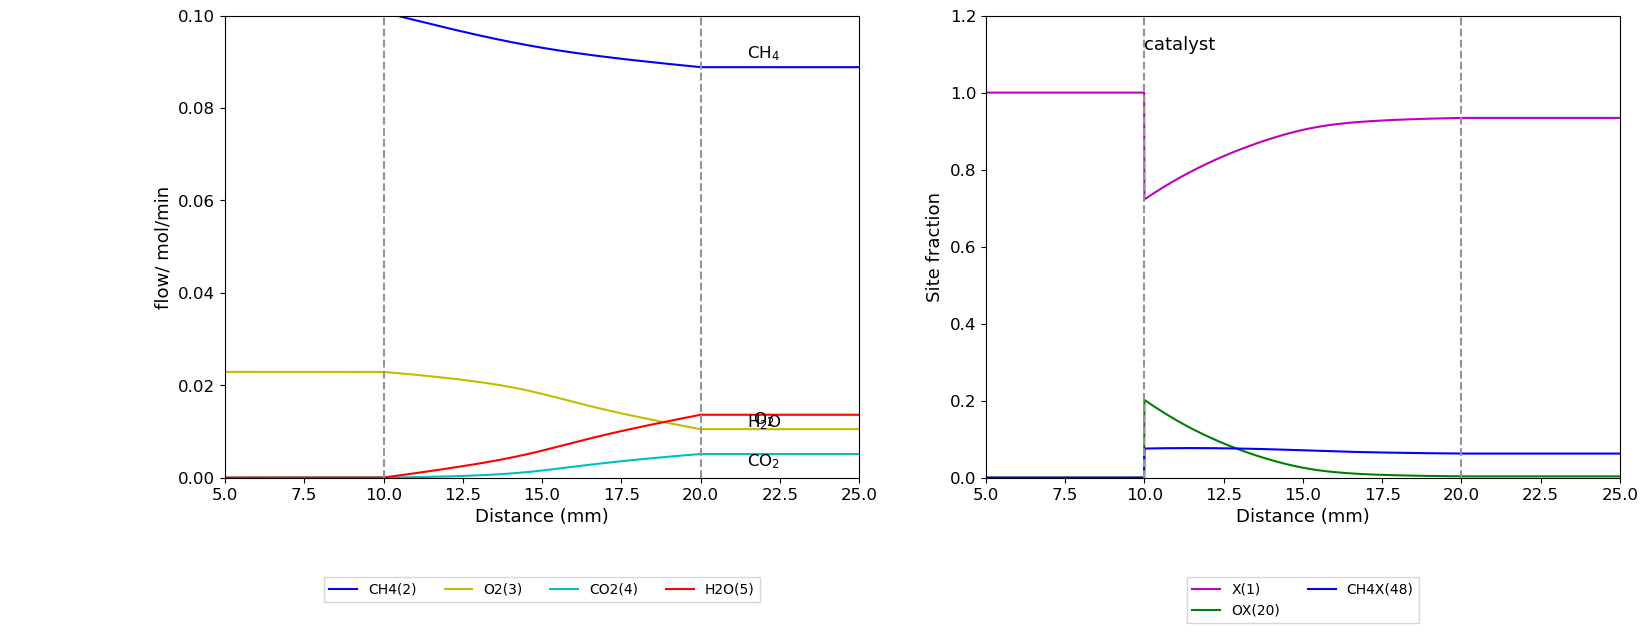 0.10
0.08
0.06
0.04
0.02
0.00
flow/ mol/min
CH4
O2
H2O
CO2
5.0 7.5 10.0 12.5 15.0 17.5 20.0 22.5 25.0
Distance (mm)
CH4(2) O2(3) CO2(4) H2O(5)
1.2
1.0
0.8
0.6
0.4
0.2
0.0
Site fraction
catalyst
5.0 7.5 10.0 12.5 15.0 17.5 20.0 22.5 25.0
Distance (mm)
X(1) CH4X(48)
OX(20)